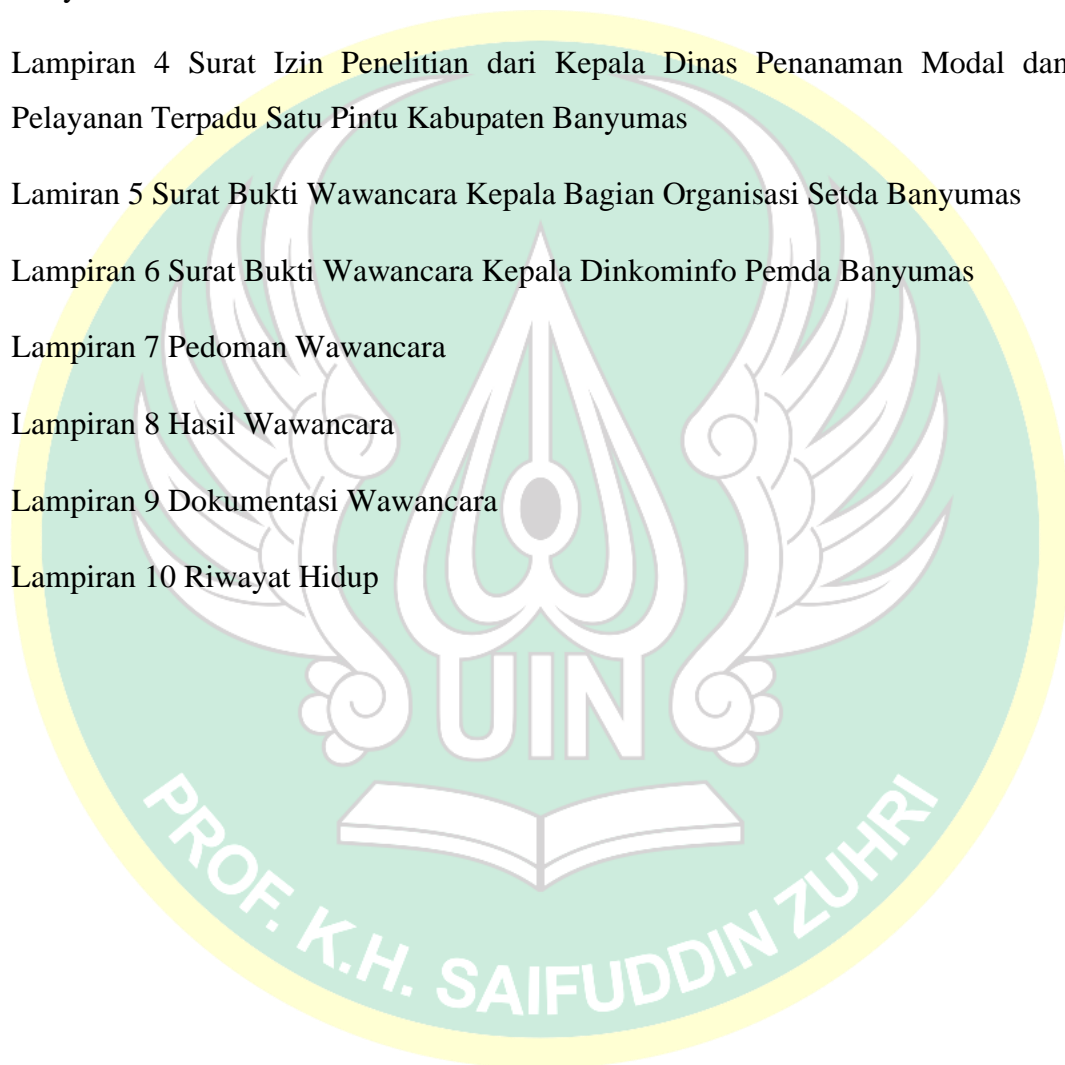 Lampiran 4 Surat Izin Penelitian dari Kepala Dinas Penanaman Modal dan
Pelayanan Terpadu Satu Pintu Kabupaten Banyumas
Lamiran 5 Surat Bukti Wawancara Kepala Bagian Organisasi Setda Banyumas
Lampiran 6 Surat Bukti Wawancara Kepala Dinkominfo Pemda Banyumas
Lampiran 7 Pedoman Wawancara
Lampiran 8 Hasil Wawancara
Lampiran 9 Dokumentasi Wawancara
Lampiran 10 Riwayat Hidup
UIN
PROF. K.H. SAIFUDDIN ZUHRI